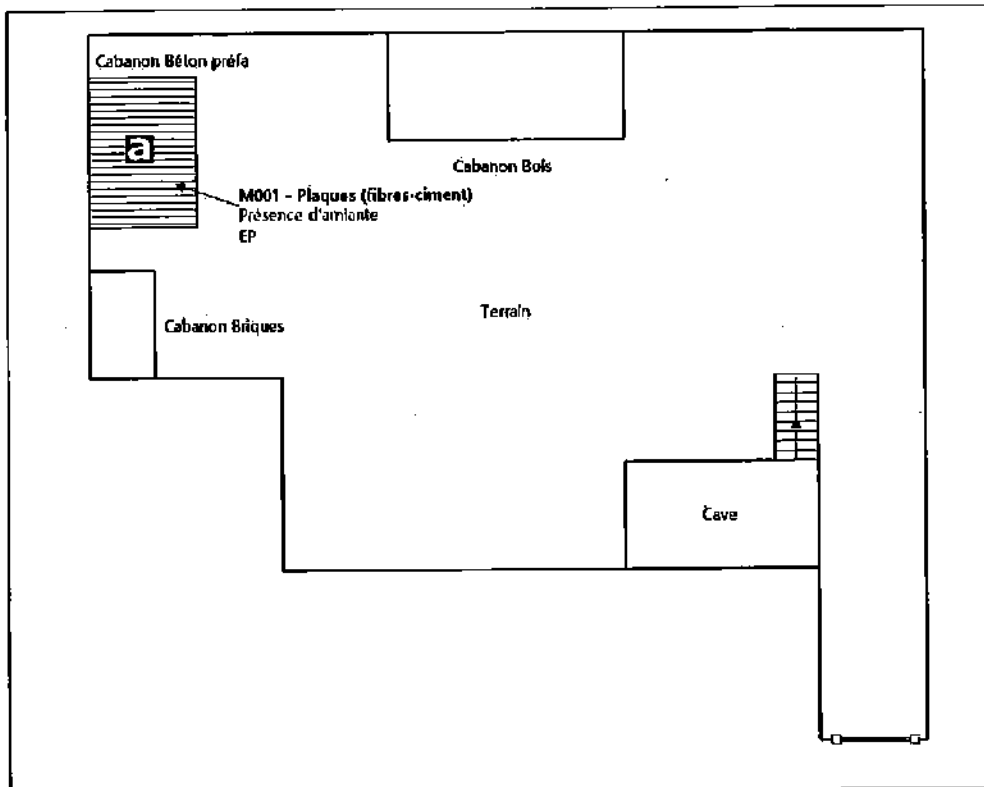 Cabanon Béton préfa
a
Cabanon Bois
M001 - Plaques (fibres-ciment)
Présence d'amiante
EP
Terrain
Cabanon Briques
Cave